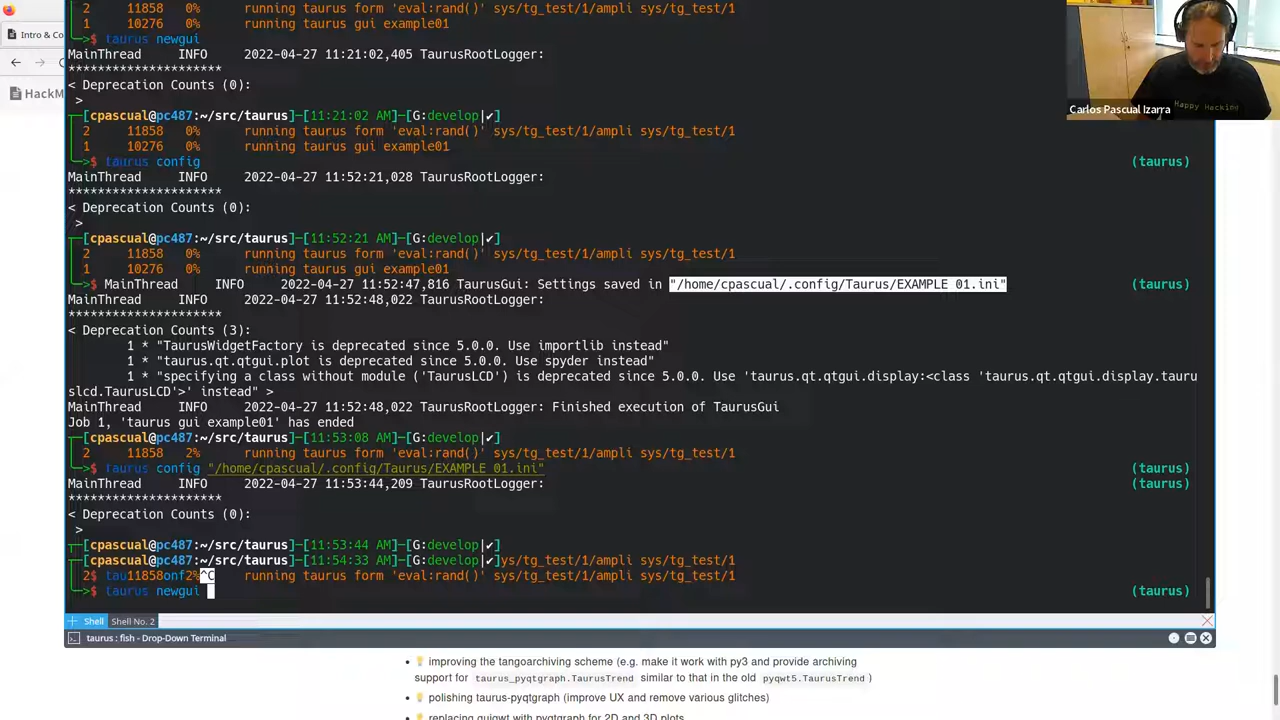 2 11858 0% running taurus form 'eval:rand()' sys/tg_test/1/ampli sys/tg_test/1
1 10276 0% running taurus gui example01
$ taurus newgui
MainThread INFO 2022-04-27 11:21:02,405 TaurusRootLogger:
*********************
< Deprecation Counts (0):
>
[cpascual@pc487:~/src/taurus]─[11:21:02 AM]─[G:develop|✔]
2 11858 0% running taurus form 'eval:rand()' sys/tg_test/1/ampli sys/tg_test/1
1 10276 0% running taurus gui example01
$ taurus config (taurus)
MainThread INFO 2022-04-27 11:52:21,028 TaurusRootLogger:
*********************
< Deprecation Counts (0):
>
[cpascual@pc487:~/src/taurus]─[11:52:21 AM]─[G:develop|✔]
2 11858 0% running taurus form 'eval:rand()' sys/tg_test/1/ampli sys/tg_test/1
1 10276 0% running taurus gui example01
$ MainThread INFO 2022-04-27 11:52:47,816 TaurusGui: Settings saved in "/home/cpascual/.config/Taurus/EXAMPLE_01.ini" (taurus)
MainThread INFO 2022-04-27 11:52:48,022 TaurusRootLogger:
*********************
< Deprecation Counts (3):
1 * "TaurusWidgetFactory is deprecated since 5.0.0. Use importlib instead"
1 * "taurus.qt.qtgui.plot is deprecated since 5.0.0. Use spyder instead"
1 * "specifying a class without module ('TaurusLCD') is deprecated since 5.0.0. Use 'taurus.qt.qtgui.display:<class 'taurus.qt.qtgui.display.tauru
slcd.TaurusLCD'>' instead" >
MainThread INFO 2022-04-27 11:52:48,022 TaurusRootLogger: Finished execution of TaurusGui
Job 1, 'taurus gui example01' has ended
[cpascual@pc487:~/src/taurus]─[11:53:08 AM]─[G:develop|✔]
2 11858 2% running taurus form 'eval:rand()' sys/tg_test/1/ampli sys/tg_test/1
$ taurus config "/home/cpascual/.config/Taurus/EXAMPLE_01.ini" (taurus)
MainThread INFO 2022-04-27 11:53:44,209 TaurusRootLogger: (taurus)
*********************
< Deprecation Counts (0):
>
[cpascual@pc487:~/src/taurus]─[11:53:44 AM]─[G:develop|✔]
[cpascual@pc487:~/src/taurus]─[11:54:33 AM]─[G:develop|✔]ys/tg_test/1/ampli sys/tg_test/1
2$ tau11858onf2%^C running taurus form 'eval:rand()' sys/tg_test/1/ampli sys/tg_test/1
$ taurus newgui (taurus)
Shell Shell No. 2
taurus : fish - Drop-Down Terminal
Intro & Co
HackM
Carlos Pascual Izarra
Happy Hacking
improving the tangoarchiving scheme (e.g. make it work with py3 and provide archiving
support for taurus_pyqtgraph.TaurusTrend similar to that in the old pyqwt5.TaurusTrend )
polishing taurus-pyqtgraph (improve UX and remove various glitches)
replacing guiqwt with pyqtgraph for 2D and 3D plots